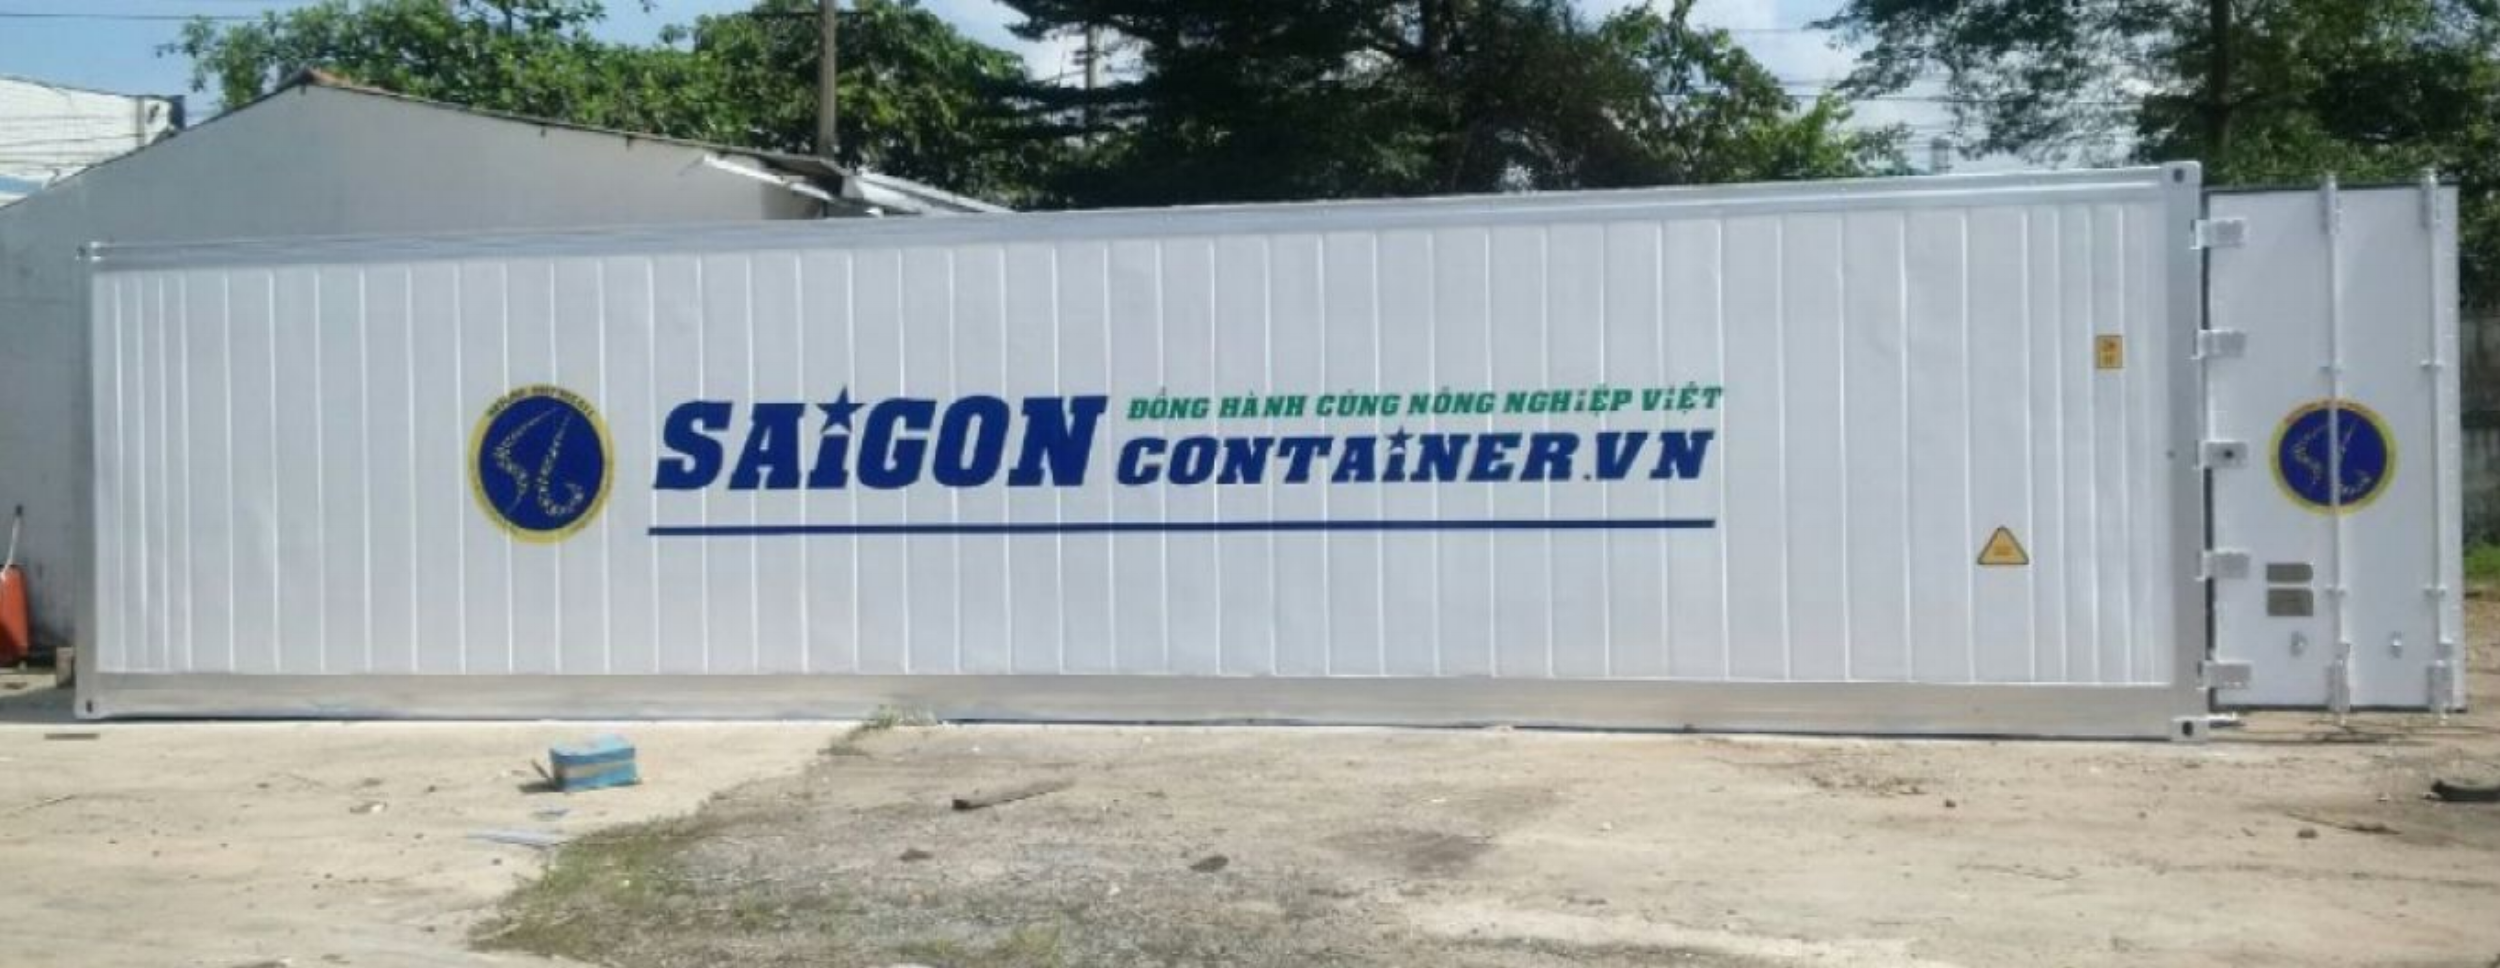 SAiGON
ĐỒNG HÀNH CÙNG NÔNG NGHiỆP ViỆT
CONTAiNER.VN